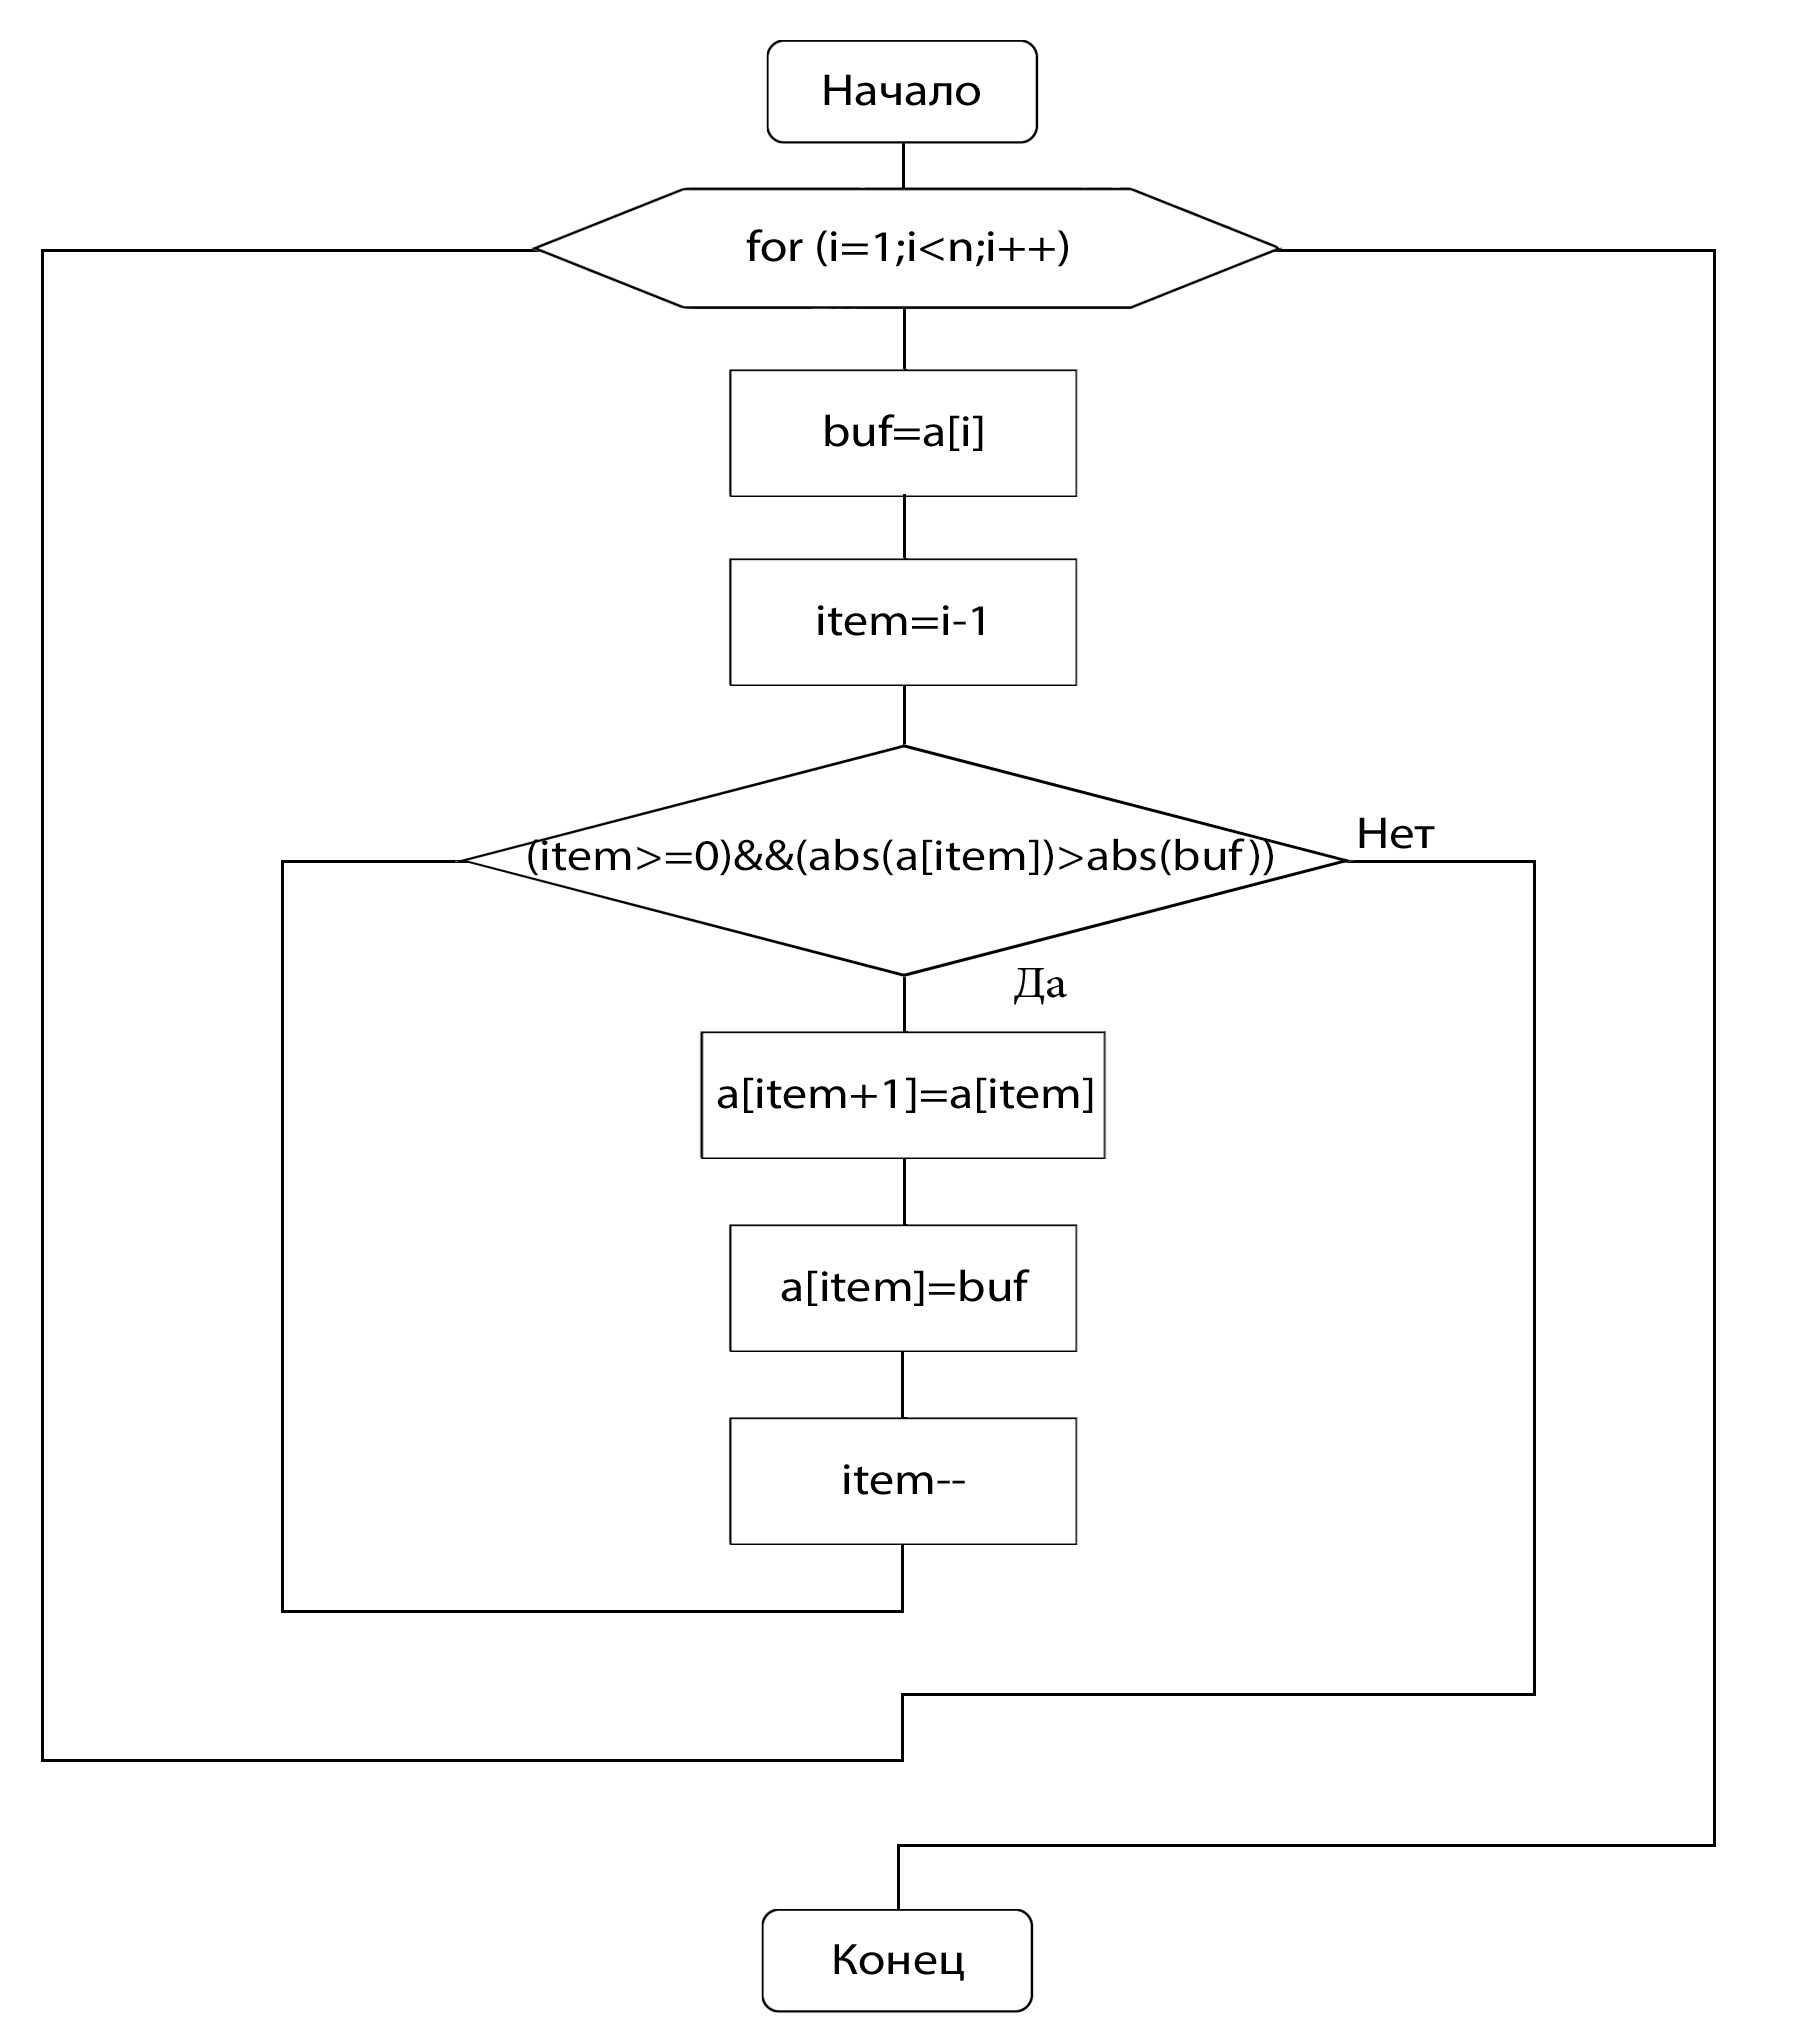 Начало
for (i=1;i<n;i++)
buf=a[i]
item=i-1
(item>=0)&&(abs(a[item])>abs(buf))
Нет
Да
a[item+1]=a[item]
a[item]=buf
item--
Конец